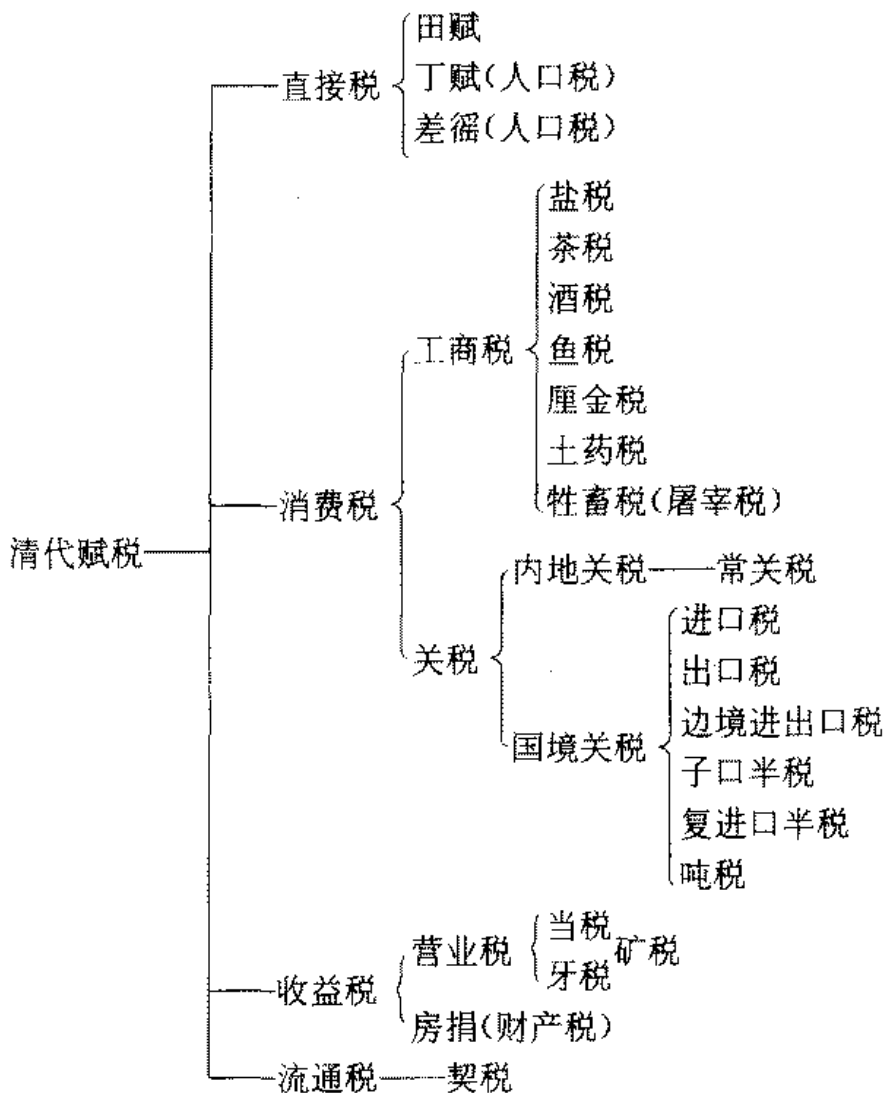 田赋
直接税 丁赋(人口税)
差徭(人口税)
盐税
茶税
酒税
工商税 鱼税
厘金税
土药税
消费税 牲畜税(屠宰税)
清代赋税 内地关税 常关税
进口税
关税 出口税
边境进出口税
国境关税 子口半税
复进口半税
吨税
当税
营业税 矿税
牙税
收益税
房捐(财产税)
流通税 契税